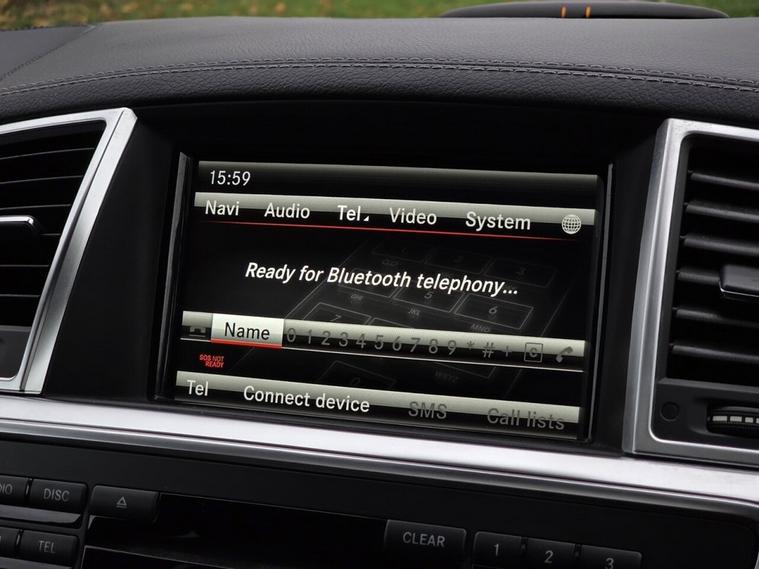 15:59
Navi Audio Tel Video System
Ready for Bluetooth telephony...
Name 0 1 2 3 4 5 6 7 8 9 * # + C
SOS NOT
READY
Tel Connect device SMS Call lists
DISC
TEL
CLEAR 1 2 3